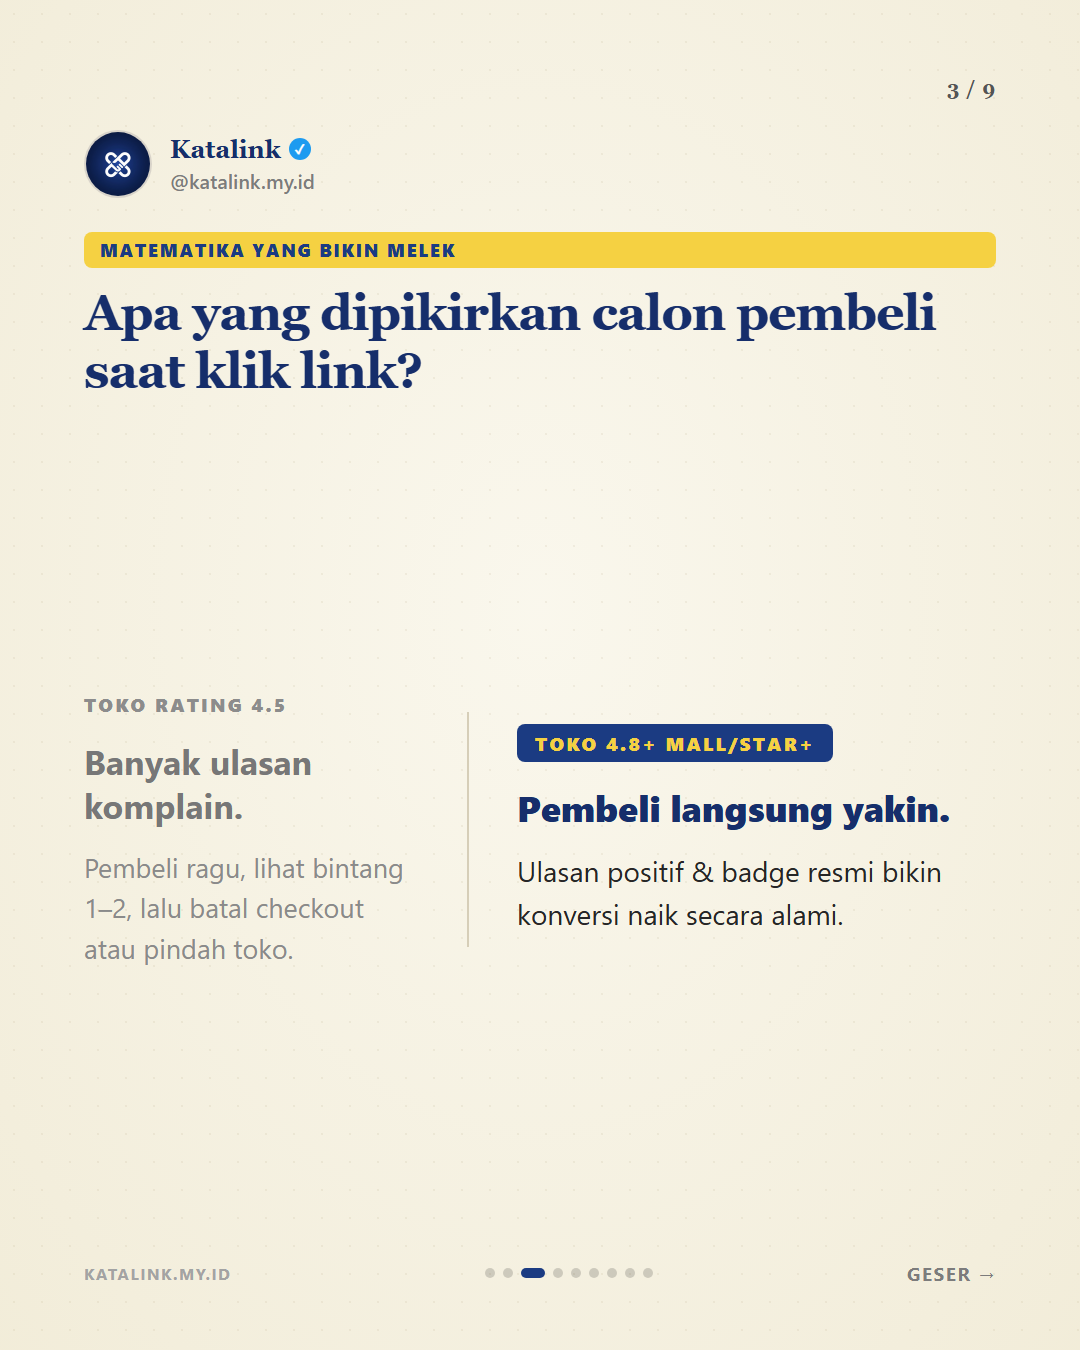 3 / 9
Katalink
@katalink.my.id
MATEMATIKA YANG BIKIN MELEK
Apa yang dipikirkan calon pembeli
saat klik link?
TOKO RATING 4.5
Banyak ulasan
komplain.
Pembeli ragu, lihat bintang
1–2, lalu batal checkout
atau pindah toko.
TOKO 4.8+ MALL/STAR+
Pembeli langsung yakin.
Ulasan positif & badge resmi bikin
konversi naik secara alami.
KATALINK.MY.ID
GESER →